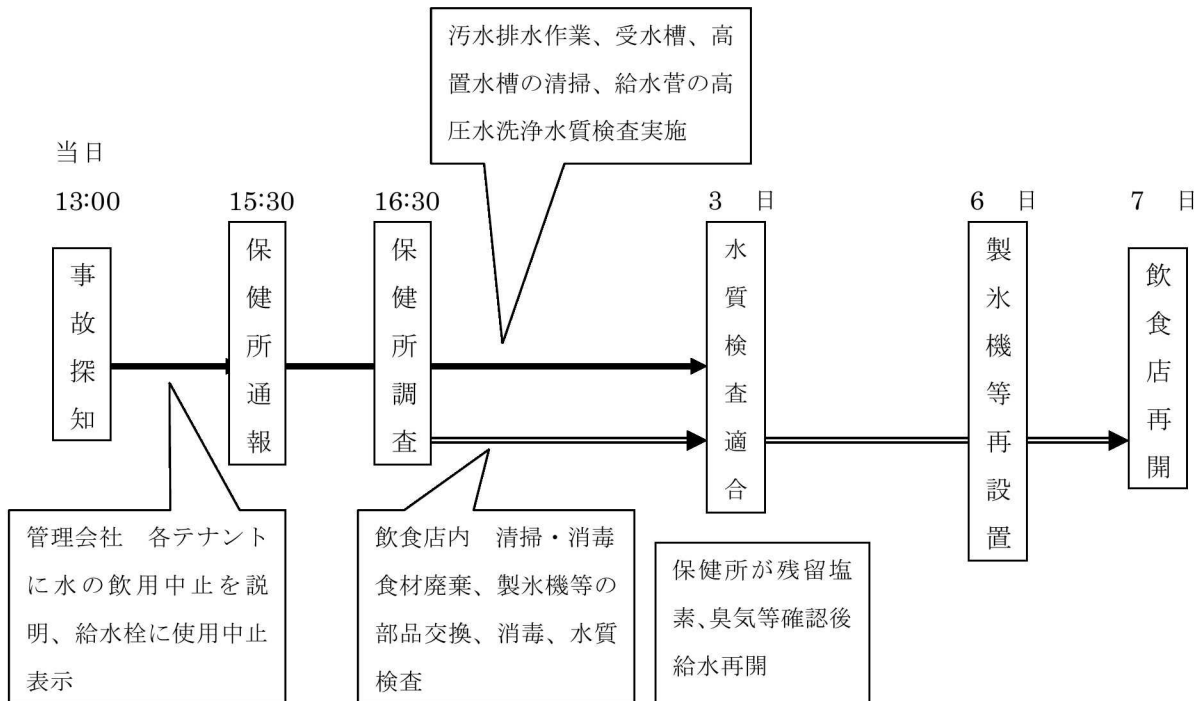 汚水排水作業、受水槽、高
置水槽の清掃、給水菅の高
圧水洗浄水質検査実施
当日
13:00
15:30
16:30
3 日
6 日
7 日
事故探知
保健所通報
保健所調査
水質検査適合
製氷機等再設置
飲食店再開
管理会社 各テナント
に水の飲用中止を説
明、給水栓に使用中止
表示
飲食店内 清掃・消毒
食材廃棄、製氷機等の
部品交換、消毒、水質
検査
保健所が残留塩
素、臭気等確認後
給水再開